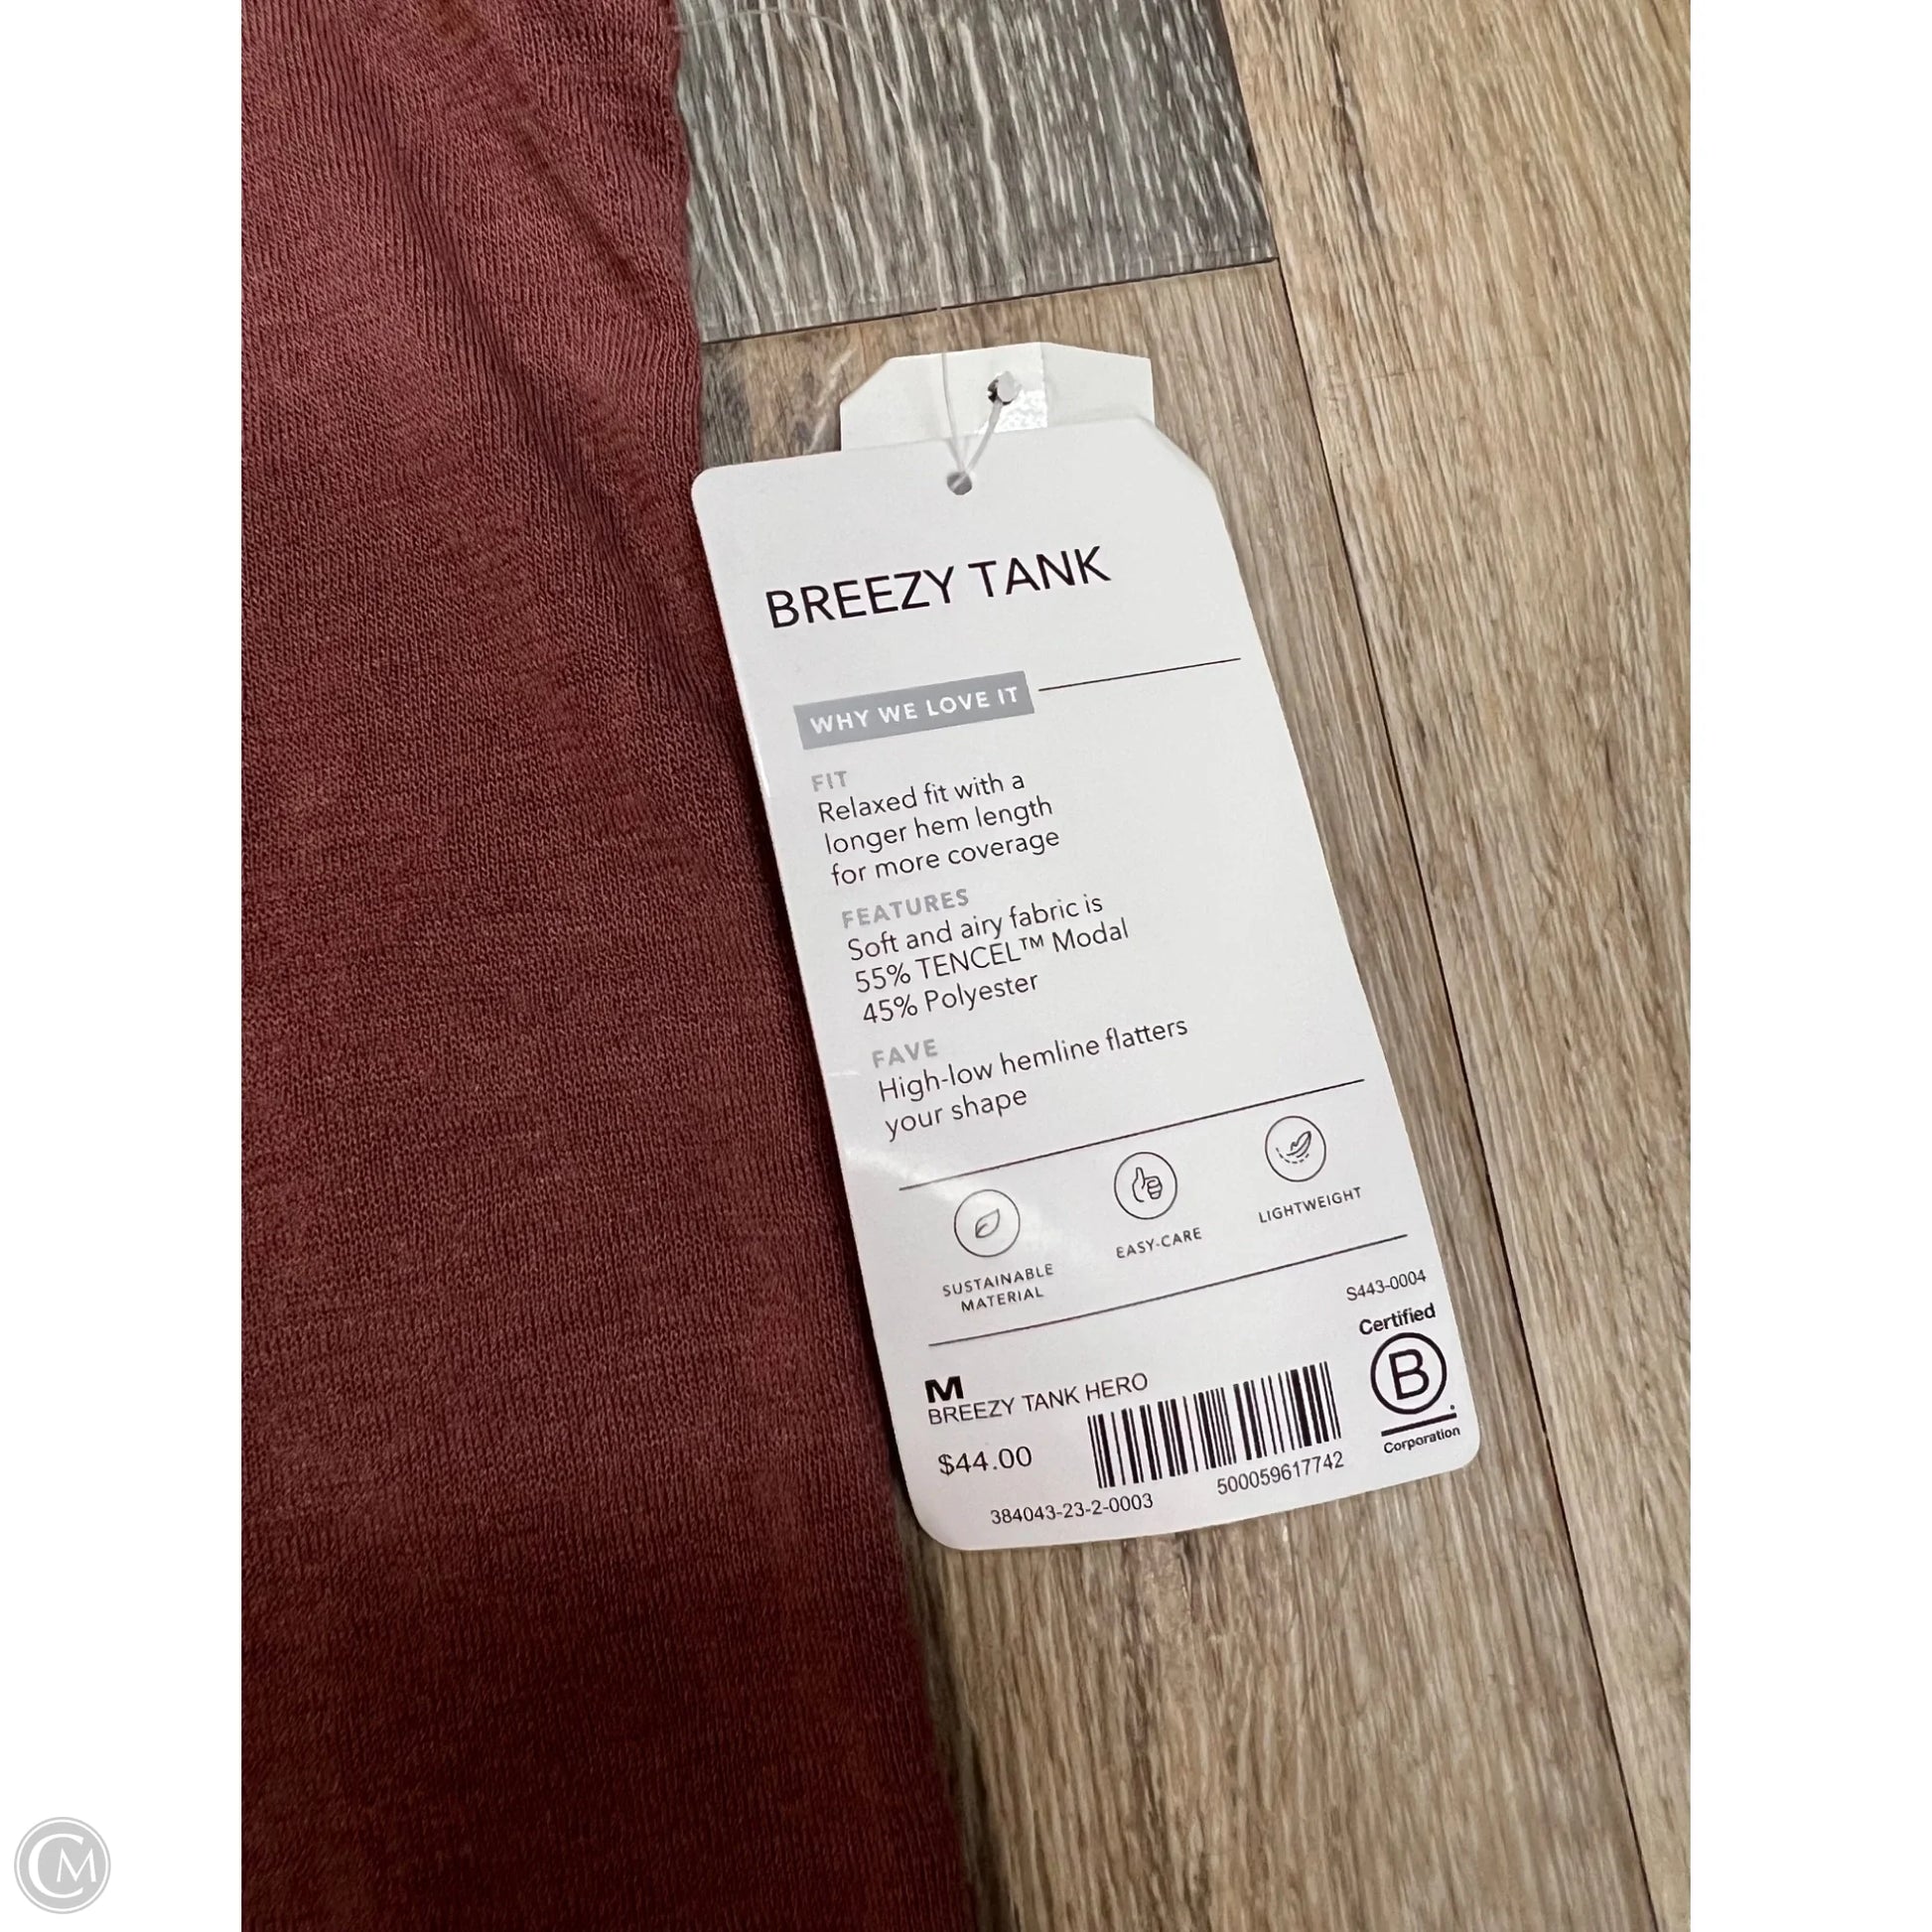 BREEZY TANK
WHY WE LOVE IT
FIT
Relaxed fit with a
longer hem length
for more coverage
FEATURES
Soft and airy fabric is
55% TENCEL™ Modal
45% Polyester
FAVE
High-low hemline flatters
your shape
SUSTAINABLE
MATERIAL
EASY-CARE
LIGHTWEIGHT
S443-0004
Certified
B
Corporation
M
BREEZY TANK HERO
$44.00
500059617742
384043-23-2-0003
CM